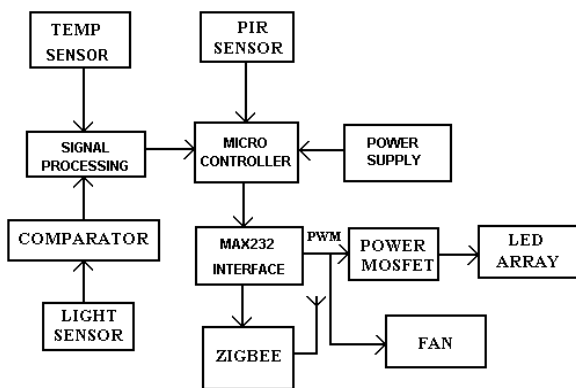 TEMP
SENSOR
PIR
SENSOR
SIGNAL
PROCESSING
MICRO
CONTROLLER
POWER
SUPPLY
COMPARATOR
MAX232
INTERFACE
PWM
POWER
MOSFET
LED
ARRAY
LIGHT
SENSOR
ZIGBEE
FAN